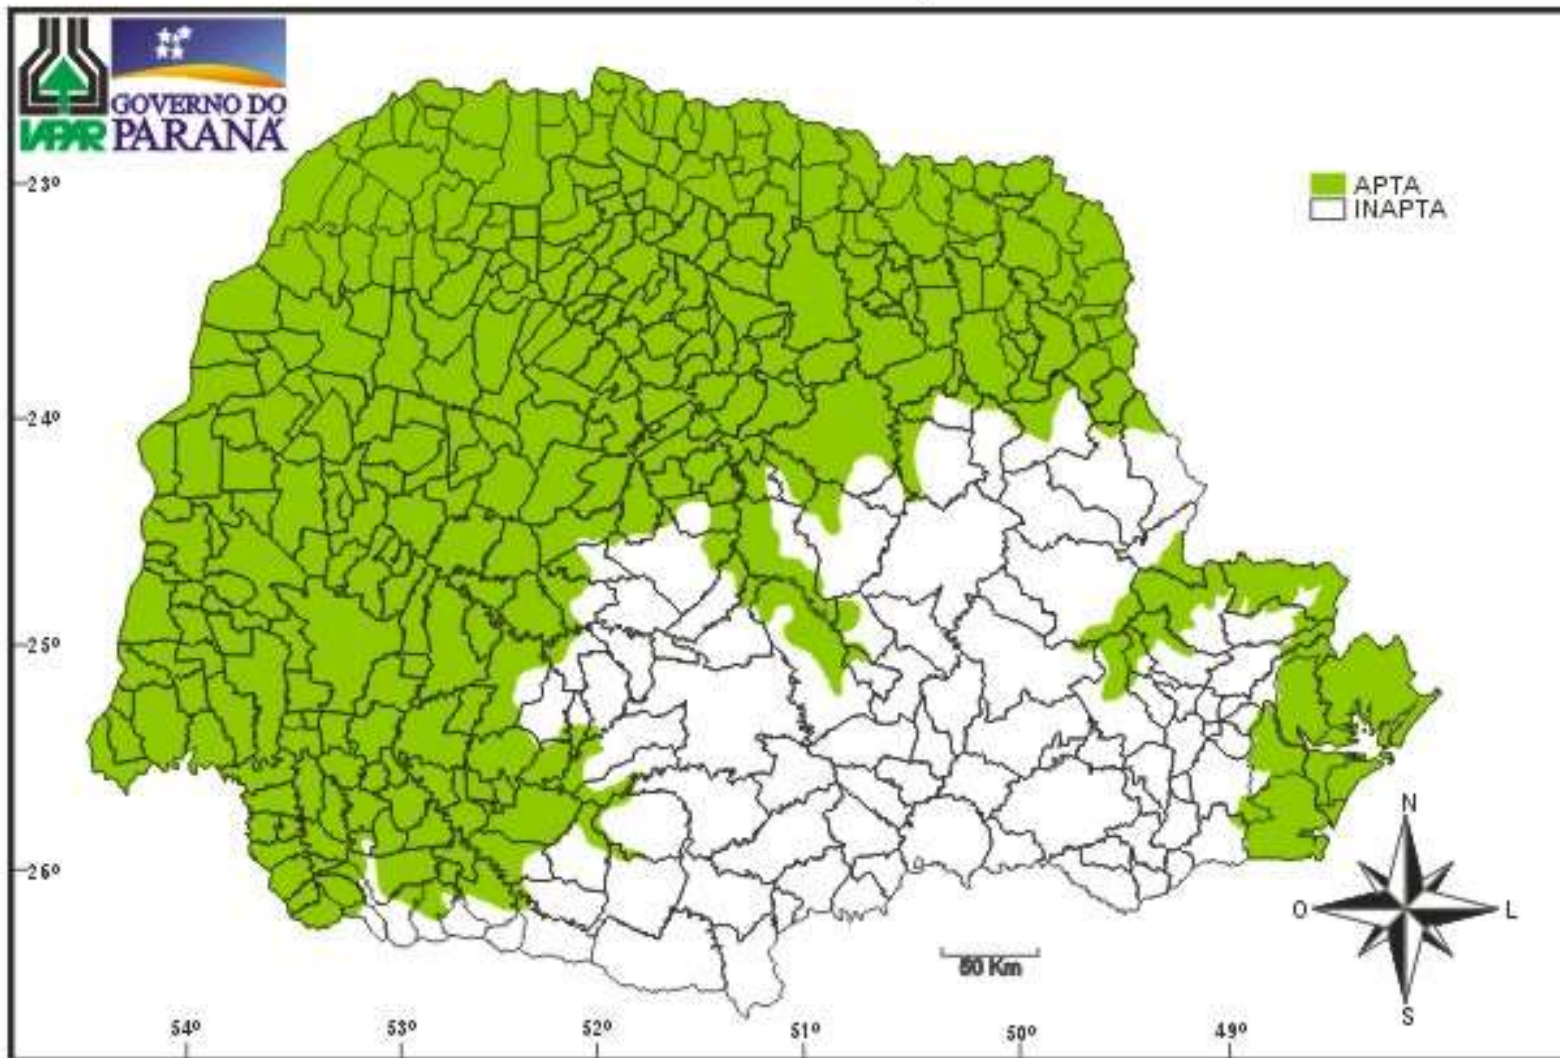 IAPAR
GOVERNO DO
PARANÁ
APTA
INAPTA
23º
24º
25º
26º
54º
53º
52º
51º
50º
49º
50 Km
N
O
L
S